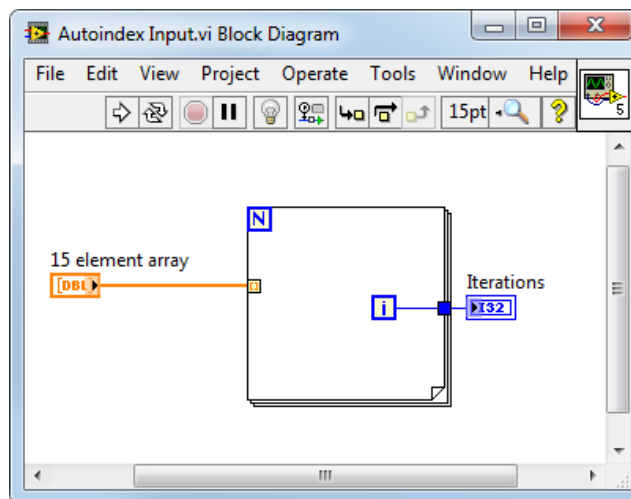 Autoindex Input.vi Block Diagram
File Edit View Project Operate Tools Window Help
15pt
5
N
15 element array
[DBL]
Iterations
i
I32